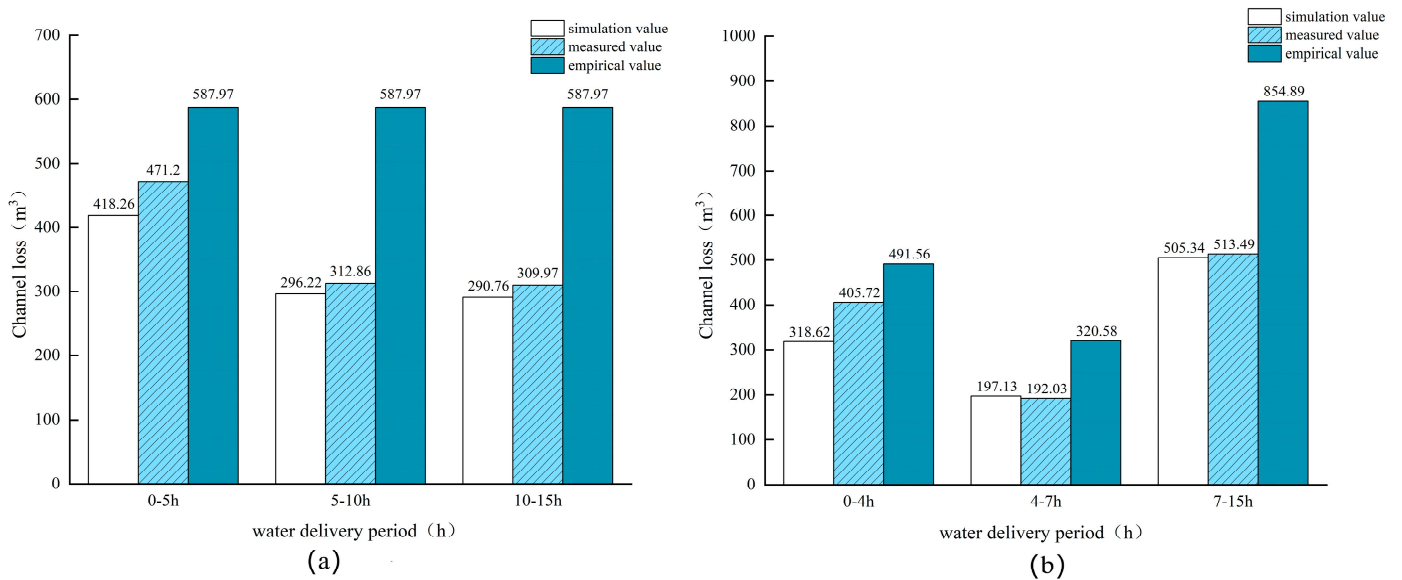 simulation value
measured value
empirical value
700
600
500
400
300
200
100
0
Channel loss（m³）
418.26
471.2
587.97
296.22
312.86
587.97
290.76
309.97
587.97
0-5h
5-10h
10-15h
water delivery period（h）
(a)
simulation value
measured value
empirical value
1000
900
800
700
600
500
400
300
200
100
0
Channel loss（m³）
318.62
405.72
491.56
197.13
192.03
320.58
505.34
513.49
854.89
0-4h
4-7h
7-15h
water delivery period（h）
(b)